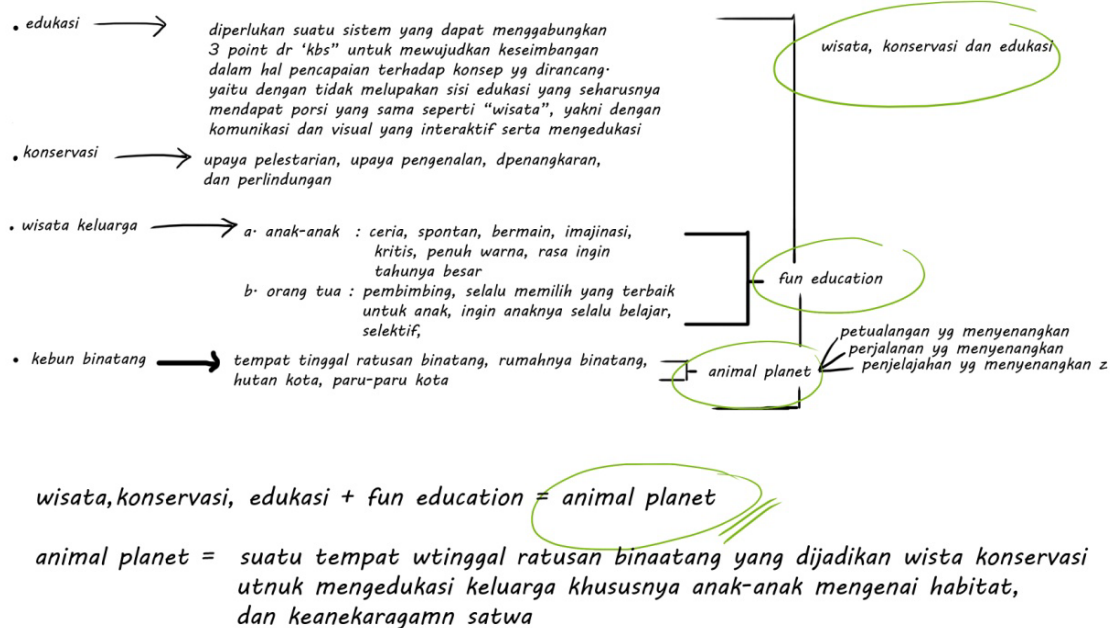 • edukasi
diperlukan suatu sistem yang dapat menggabungkan
3 point dr 'kbs" untuk mewujudkan keseimbangan
dalam hal pencapaian terhadap konsep yg dirancang.
yaitu dengan tidak melupakan sisi edukasi yang seharusnya
mendapat porsi yang sama seperti "wisata", yakni dengan
komunikasi dan visual yang interaktif serta mengedukasi
wisata, konservasi dan edukasi
• konservasi
upaya pelestarian, upaya pengenalan, dpenangkaran,
dan perlindungan
• wisata keluarga
a. anak-anak : ceria, spontan, bermain, imajinasi,
kritis, penuh warna, rasa ingin
tahunya besar
b. orang tua : pembimbing, selalu memilih yang terbaik
untuk anak, ingin anaknya selalu belajar,
selektif,
fun education
• kebun binatang
tempat tinggal ratusan binatang, rumahnya binatang,
hutan kota, paru-paru kota
animal planet
petualangan yg menyenangkan
perjalanan yg menyenangkan
penjelajahan yg menyenangkan z
wisata,konservasi, edukasi + fun education = animal planet
animal planet = suatu tempat wtinggal ratusan binaatang yang dijadikan wista konservasi
utnuk mengedukasi keluarga khususnya anak-anak mengenai habitat,
dan keanekaragamn satwa